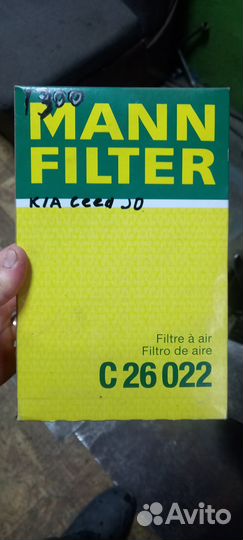 1300
MANN
FILTER
KIA Ceed JD
Filtre à air
Filtro de aire
C 26 022
Avito